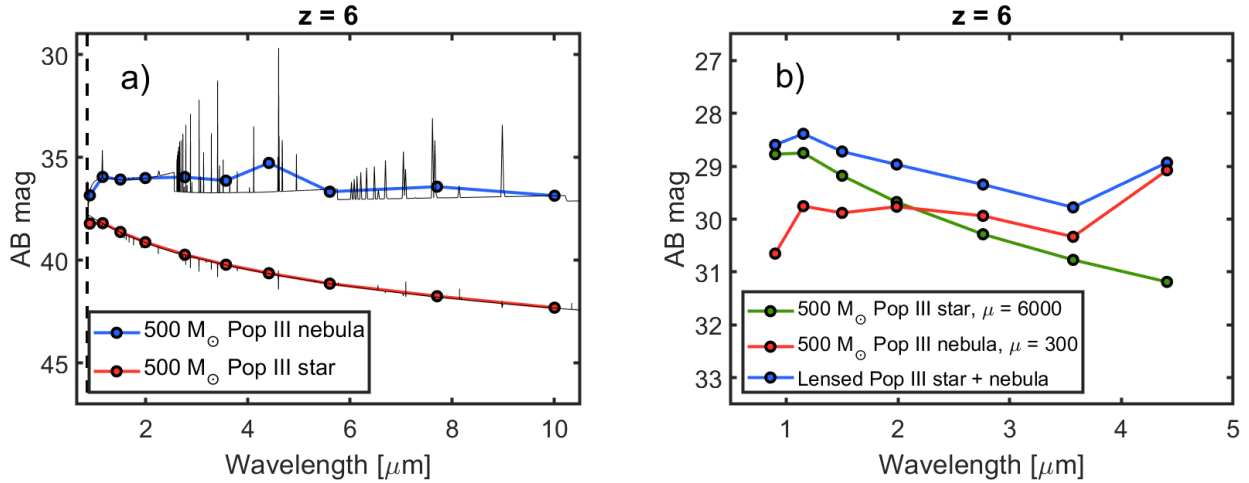 z = 6
a)
30
35
40
45
AB mag
2
4
6
8
10
Wavelength [μm]
500 M⊙ Pop III nebula
500 M⊙ Pop III star
z = 6
b)
27
28
29
30
31
32
33
AB mag
1
2
3
4
5
Wavelength [μm]
500 M⊙ Pop III star, μ = 6000
500 M⊙ Pop III nebula, μ = 300
Lensed Pop III star + nebula